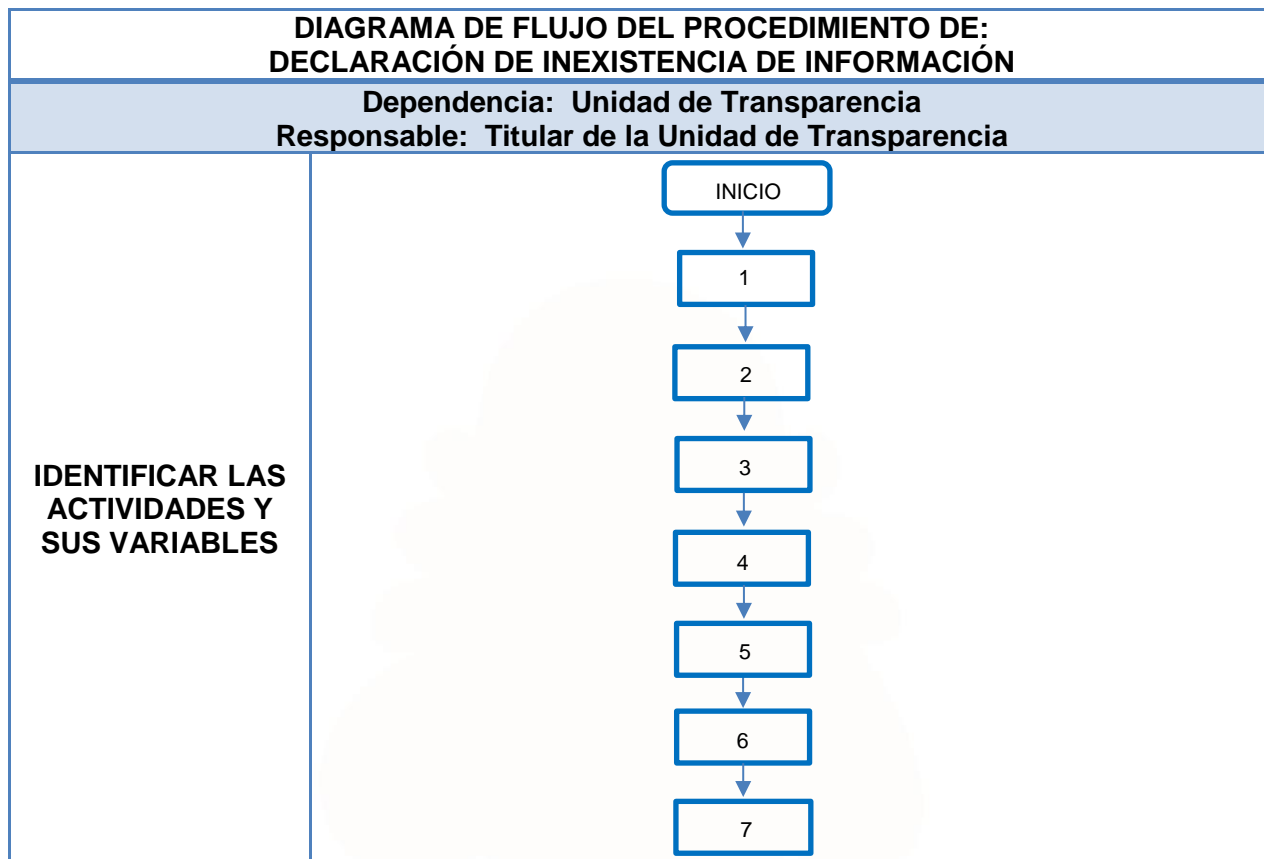 DIAGRAMA DE FLUJO DEL PROCEDIMIENTO DE:
DECLARACIÓN DE INEXISTENCIA DE INFORMACIÓN
Dependencia: Unidad de Transparencia
Responsable: Titular de la Unidad de Transparencia
IDENTIFICAR LAS
ACTIVIDADES Y
SUS VARIABLES
INICIO
1
2
3
4
5
6
7